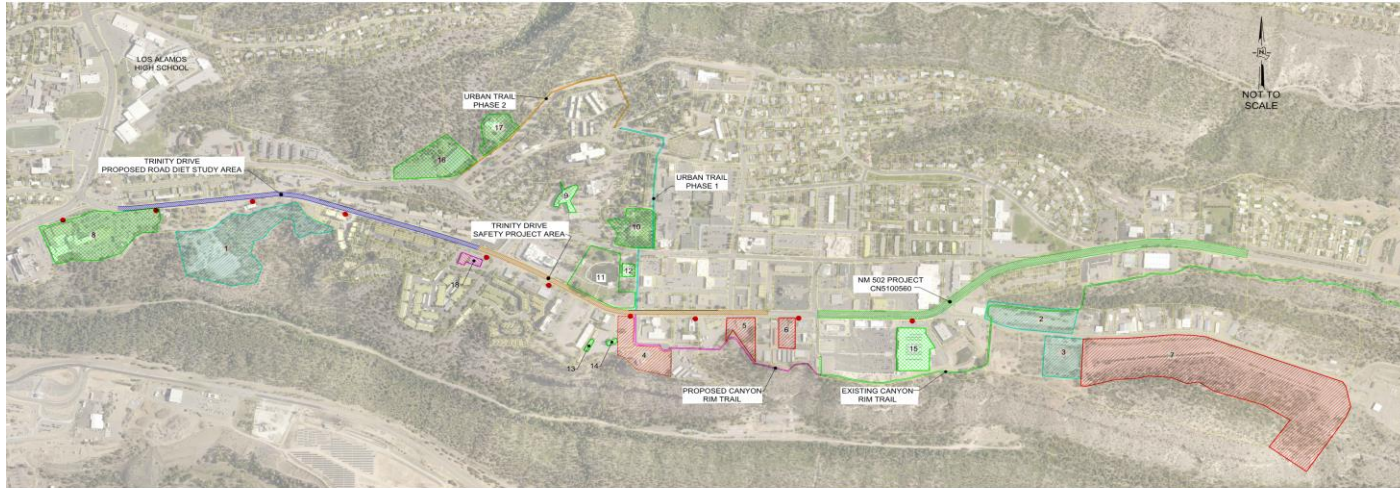 LOS ALAMOS
HIGH SCHOOL
N
NOT TO
SCALE
URBAN TRAIL
PHASE 2
17
16
TRINITY DRIVE
PROPOSED ROAD DIET STUDY AREA
URBAN TRAIL
PHASE 1
9
10
8
1
TRINITY DRIVE
SAFETY PROJECT AREA
18
11
12
NM 502 PROJECT
CN5100560
2
5
6
15
3
7
4
13
14
PROPOSED CANYON
RIM TRAIL
EXISTING CANYON
RIM TRAIL